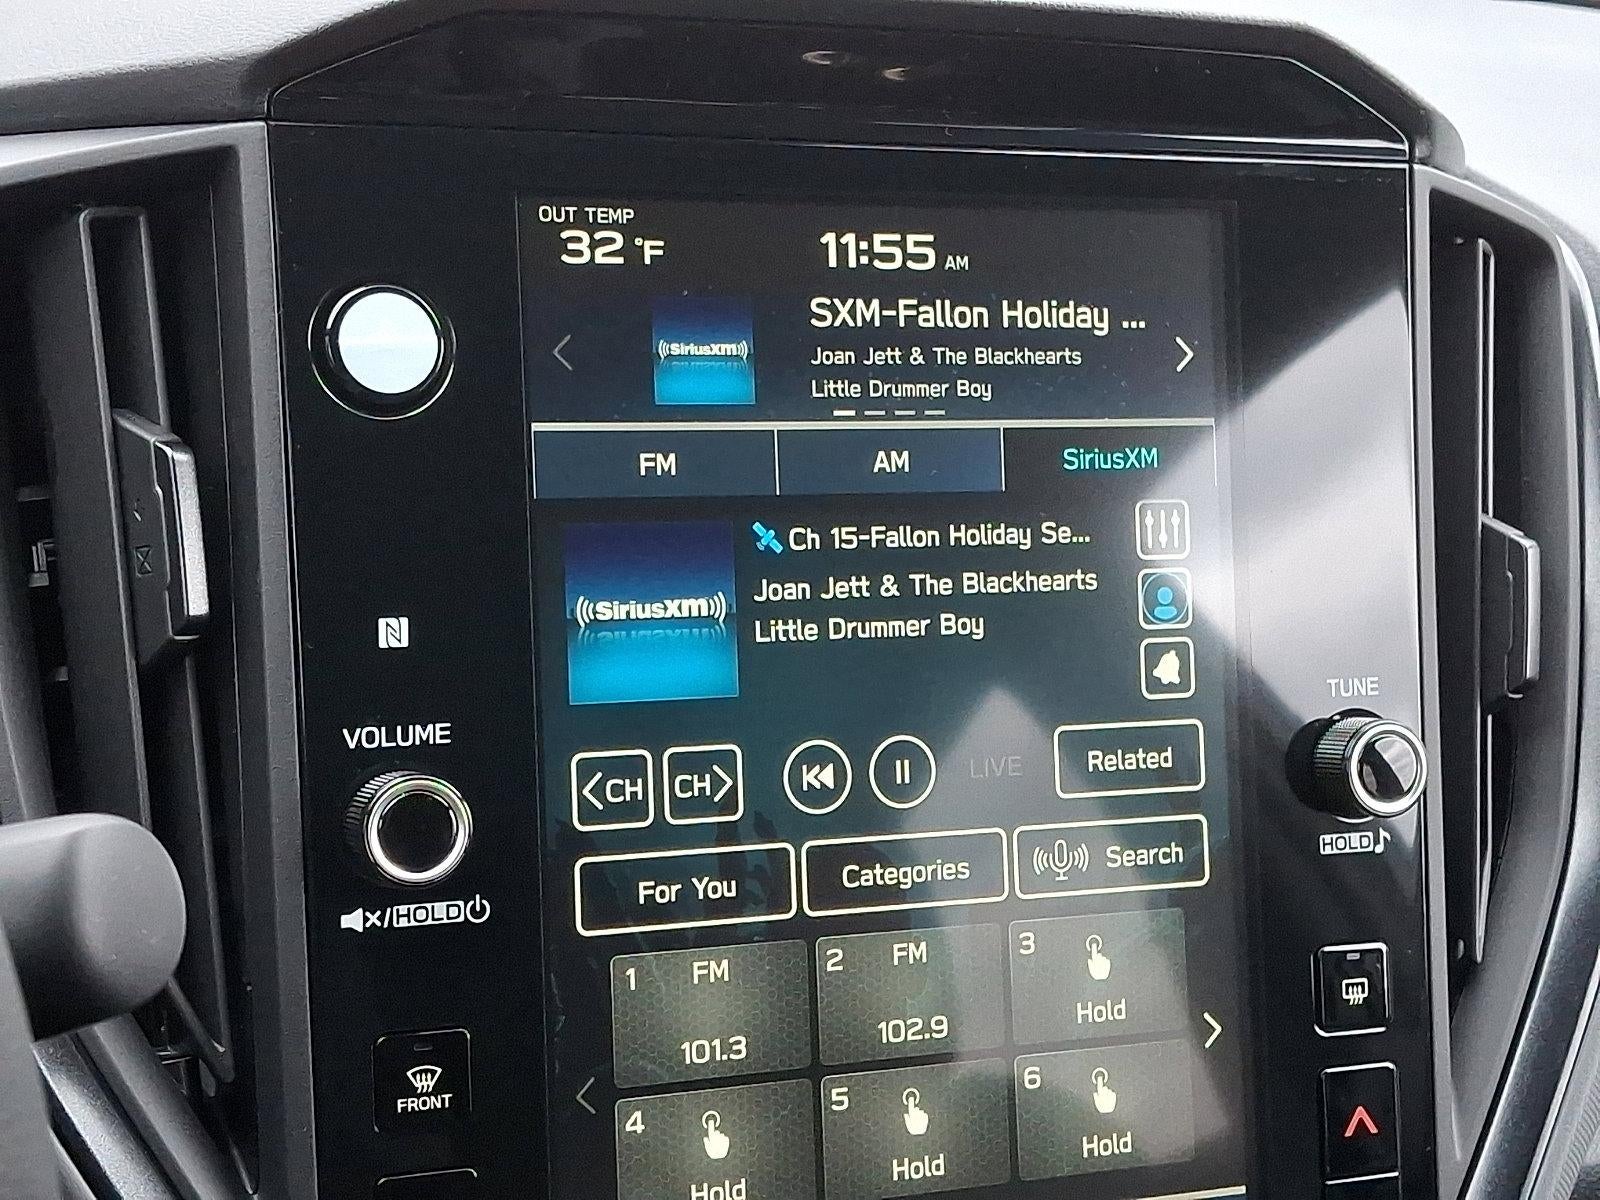 OUT TEMP
32 °F
11:55 AM
SXM-Fallon Holiday ...
((SiriusXM))
Joan Jett & The Blackhearts
Little Drummer Boy
FM
AM
SiriusXM
Ch 15-Fallon Holiday Se...
Joan Jett & The Blackhearts
((SiriusXM))
Little Drummer Boy
N
TUNE
VOLUME
<CH
CH>
LIVE
Related
HOLD
For You
Categories
Search
×/HOLD
1 FM
101.3
2 FM
102.9
3
Hold
FRONT
4
Hold
5
Hold
6
Hold